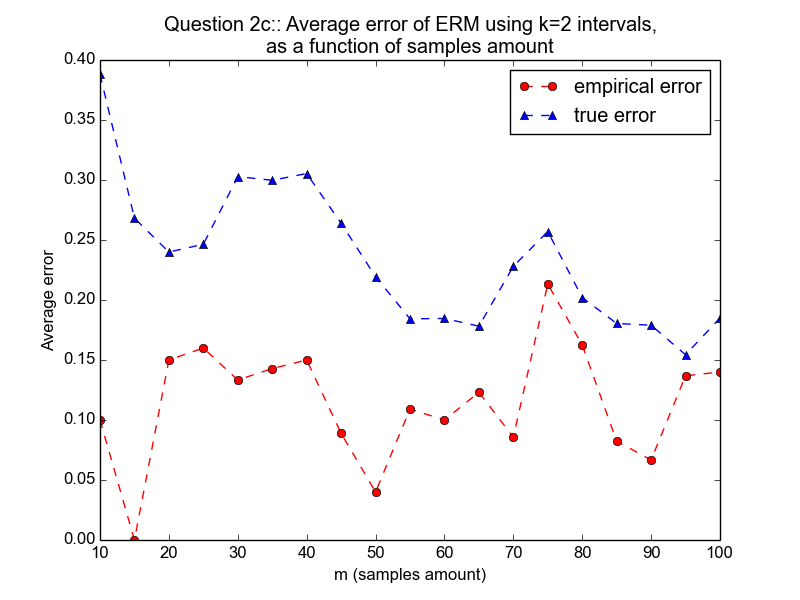 Question 2c:: Average error of ERM using k=2 intervals,
as a function of samples amount
empirical error
true error
Average error
0.40
0.35
0.30
0.25
0.20
0.15
0.10
0.05
0.00
10 20 30 40 50 60 70 80 90 100
m (samples amount)